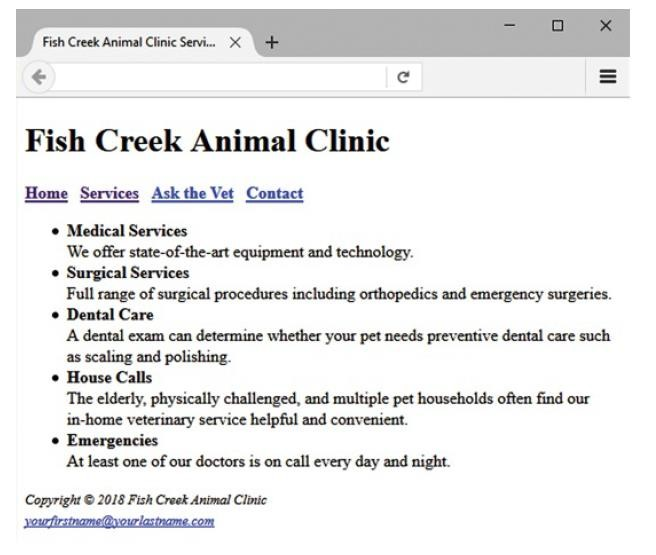 Fish Creek Animal Clinic Servi...
Fish Creek Animal Clinic
Home Services Ask the Vet Contact
Medical Services
We offer state-of-the-art equipment and technology.
Surgical Services
Full range of surgical procedures including orthopedics and emergency surgeries.
Dental Care
A dental exam can determine whether your pet needs preventive dental care such
as scaling and polishing.
House Calls
The elderly, physically challenged, and multiple pet households often find our
in-home veterinary service helpful and convenient.
Emergencies
At least one of our doctors is on call every day and night.
Copyright © 2018 Fish Creek Animal Clinic
yourfirstname@yourlastname.com